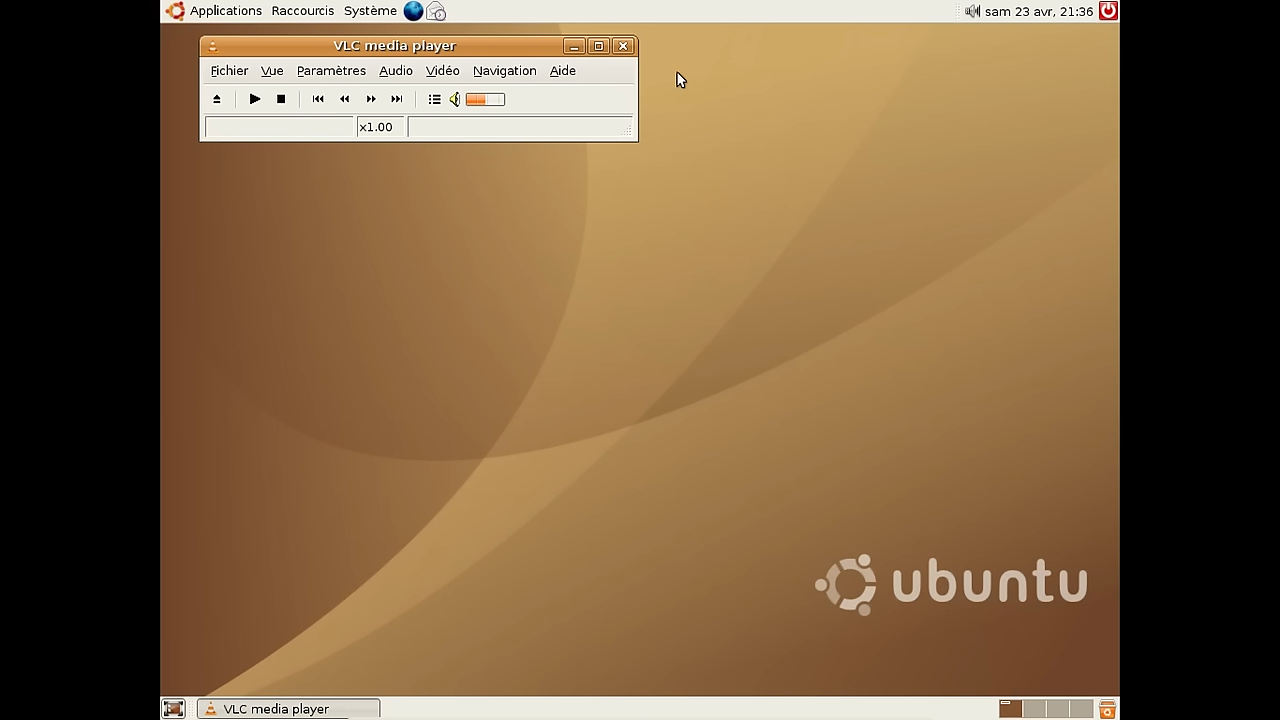 Applications Raccourcis Système sam 23 avr, 21:36
VLC media player
Fichier Vue Paramètres Audio Vidéo Navigation Aide
x1.00
ubuntu
VLC media player